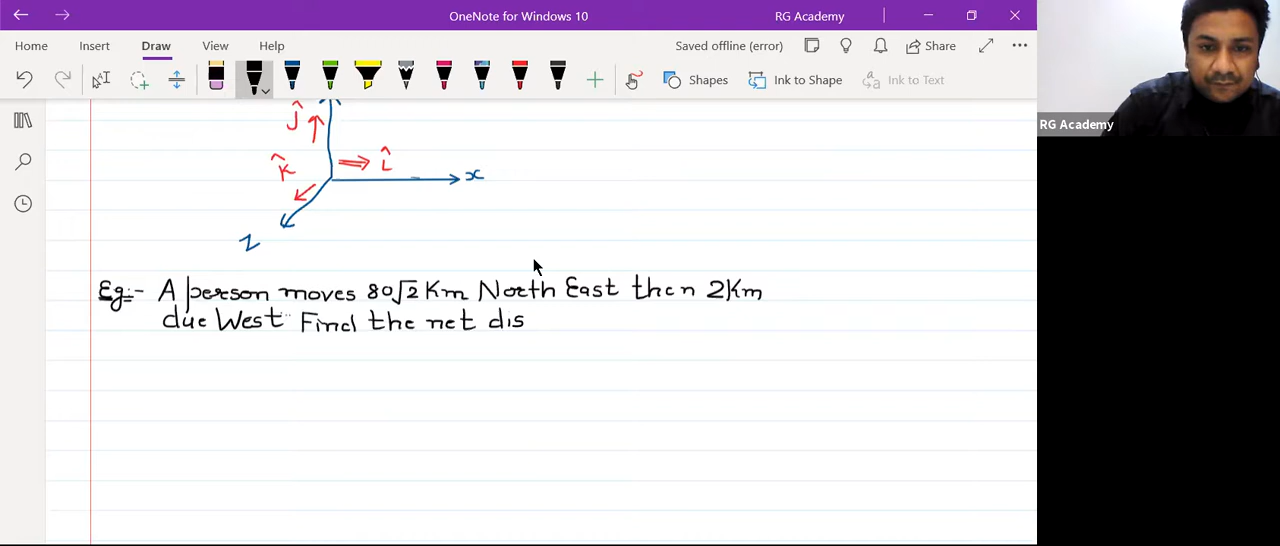 OneNote for Windows 10
RG Academy
Home Insert Draw View Help
Saved offline (error)
Share
Shapes
Ink to Shape
Ink to Text
RG Academy
ĵ
k̂
î
x
Z
Eg:- A person moves 80√2 Km North East then 2Km
due West. Find the net dis